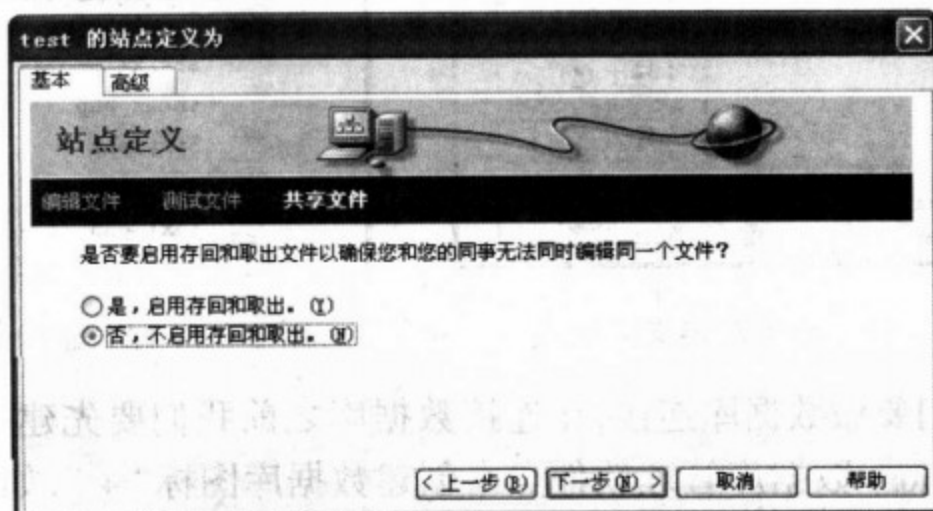 test 的站点定义为
基本 高级
站点定义
编辑文件 测试文件 共享文件
是否要启用存回和取出文件以确保您和您的同事无法同时编辑同一个文件?
是,启用存回和取出。(Y)
否,不启用存回和取出。(N)
<上一步(B) 下一步(N)> 取消 帮助